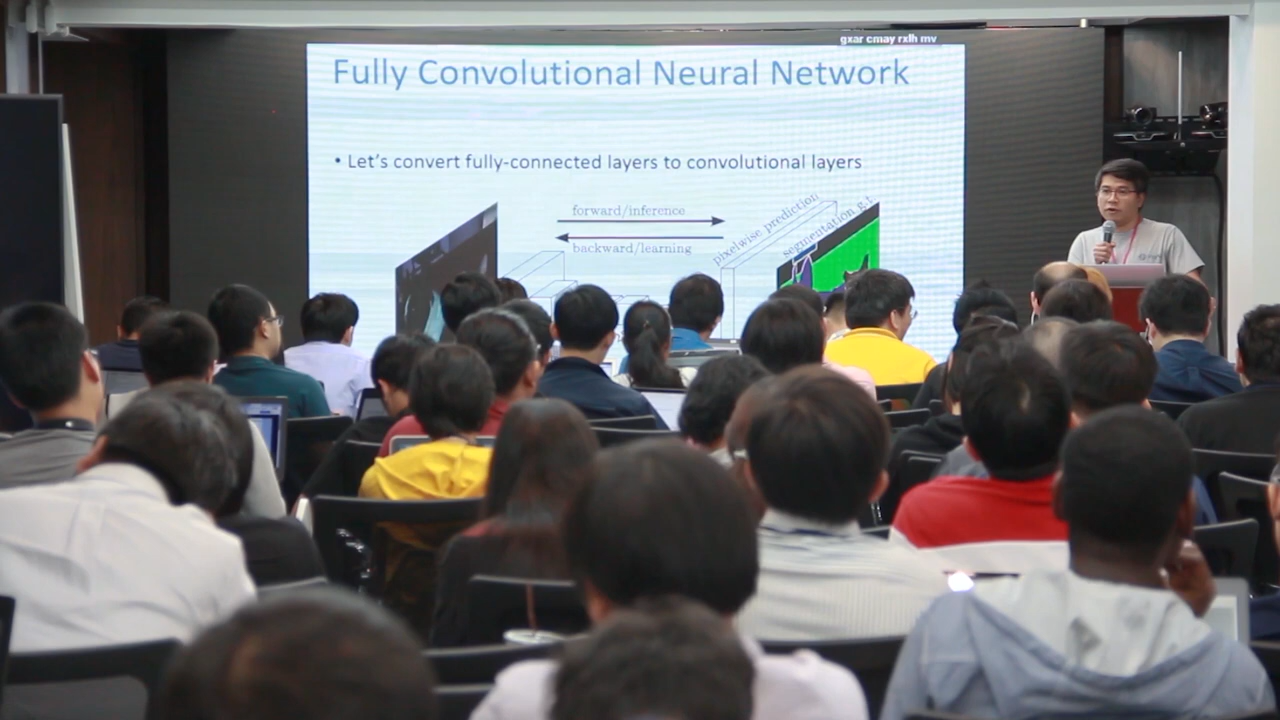 gxar cmay rxlh mv
Fully Convolutional Neural Network
• Let's convert fully-connected layers to convolutional layers
forward/inference
backward/learning
pixelwise prediction
segmentation g.t.